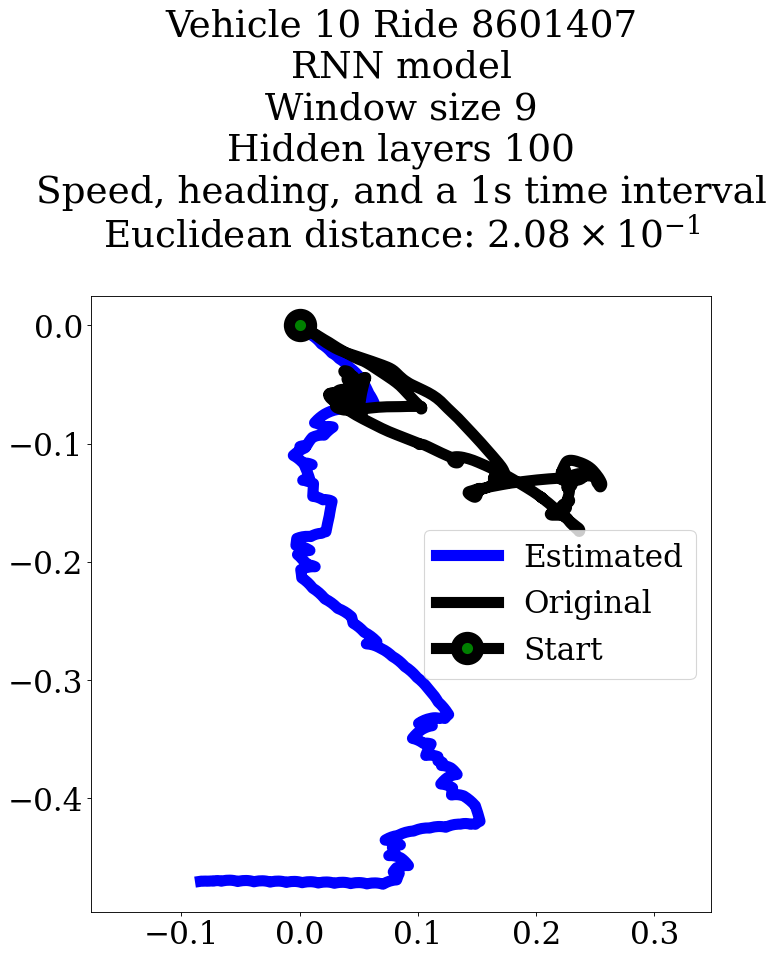 Vehicle 10 Ride 8601407
RNN model
Window size 9
Hidden layers 100
Speed, heading, and a 1s time interval
Euclidean distance: 2.08 × 10⁻¹
0.0
−0.1
−0.2
−0.3
−0.4
Estimated
Original
Start
−0.1 0.0 0.1 0.2 0.3